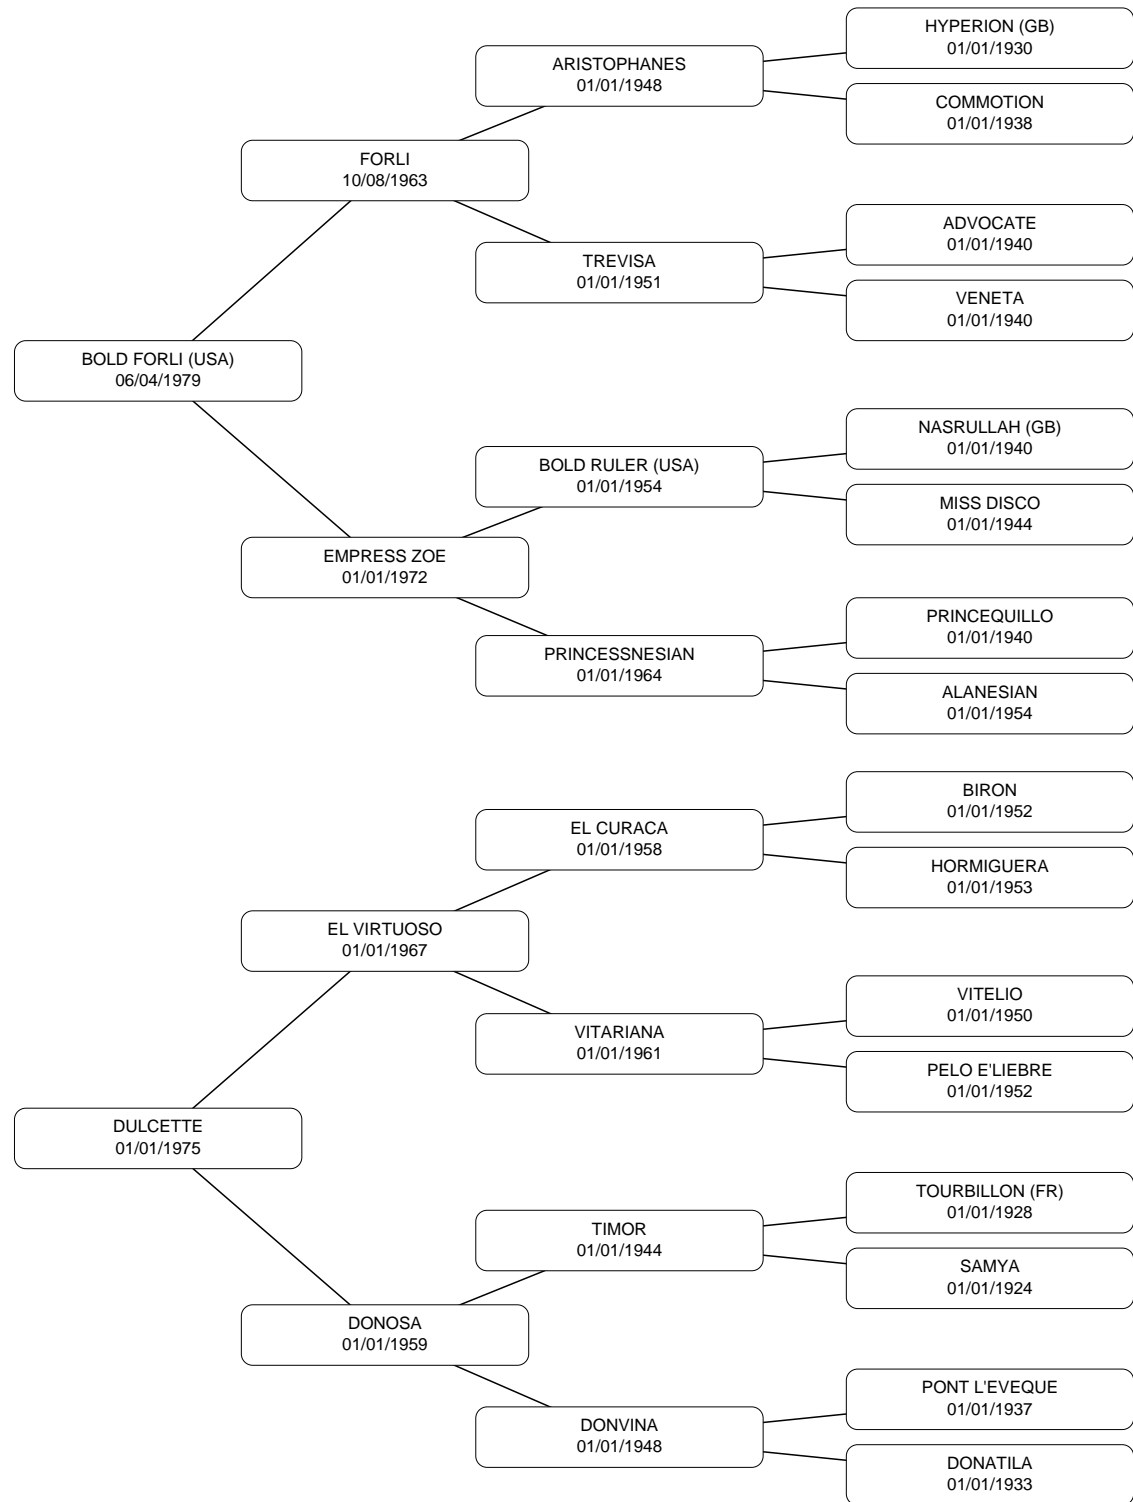 HYPERION (GB)
01/01/1930
ARISTOPHANES
01/01/1948
COMMOTION
01/01/1938
FORLI
10/08/1963
ADVOCATE
01/01/1940
TREVISA
01/01/1951
VENETA
01/01/1940
BOLD FORLI (USA)
06/04/1979
NASRULLAH (GB)
01/01/1940
BOLD RULER (USA)
01/01/1954
MISS DISCO
01/01/1944
EMPRESS ZOE
01/01/1972
PRINCEQUILLO
01/01/1940
PRINCESSNESIAN
01/01/1964
ALANESIAN
01/01/1954
BIRON
01/01/1952
EL CURACA
01/01/1958
HORMIGUERA
01/01/1953
EL VIRTUOSO
01/01/1967
VITELIO
01/01/1950
VITARIANA
01/01/1961
PELO E'LIEBRE
01/01/1952
DULCETTE
01/01/1975
TOURBILLON (FR)
01/01/1928
TIMOR
01/01/1944
SAMYA
01/01/1924
DONOSA
01/01/1959
PONT L'EVEQUE
01/01/1937
DONVINA
01/01/1948
DONATILA
01/01/1933